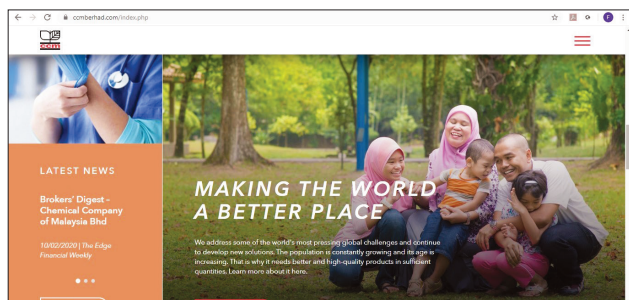 ccmberhad.com/index.php
ccm
LATEST NEWS
Brokers' Digest –
Chemical Company
of Malaysia Bhd
10/02/2020 | The Edge
Financial Weekly
MAKING THE WORLD
A BETTER PLACE
We address some of the world's most pressing global challenges and continue
to develop new solutions. The population is constantly growing and its age is
increasing. That is why it needs better and high-quality products in sufficient
quantities. Learn more about it here.
F